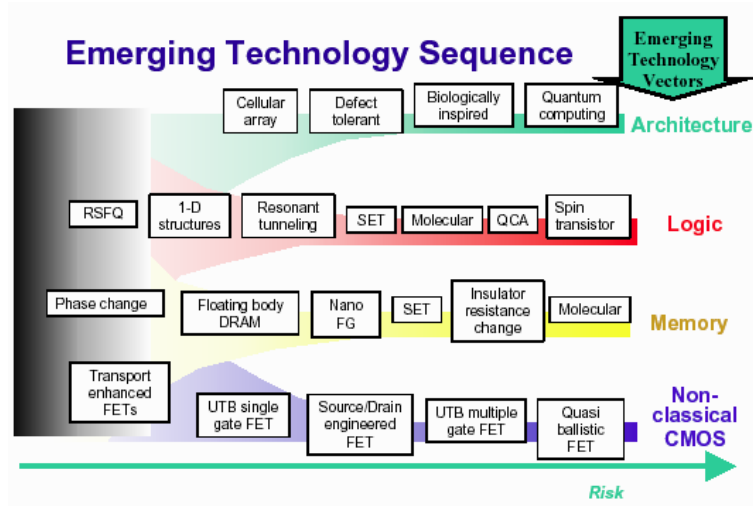 Emerging Technology Sequence
Emerging
Technology
Vectors
Cellular
array
Defect
tolerant
Biologically
inspired
Quantum
computing
Architecture
RSFQ
1-D
structures
Resonant
tunneling
SET
Molecular
QCA
Spin
transistor
Logic
Phase change
Floating body
DRAM
Nano
FG
SET
Insulator
resistance
change
Molecular
Memory
Transport
enhanced
FETs
UTB single
gate FET
Source/Drain
engineered
FET
UTB multiple
gate FET
Quasi
ballistic
FET
Non-
classical
CMOS
Risk